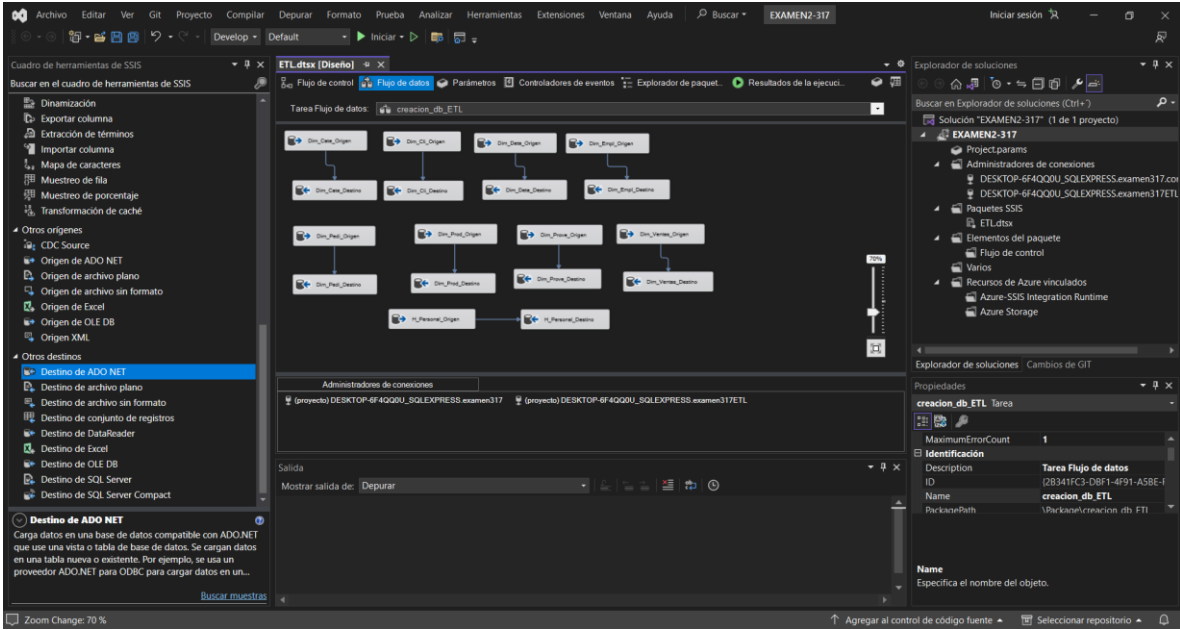 Archivo Editar Ver Git Proyecto Compilar Depurar Formato Prueba Analizar Herramientas Extensiones Ventana Ayuda Buscar EXAMEN2-317 Iniciar sesión
Develop Default Iniciar
Cuadro de herramientas de SSIS
Buscar en el cuadro de herramientas de SSIS
Dinamización
Exportar columna
Extracción de términos
Importar columna
Mapa de caracteres
Muestreo de fila
Muestreo de porcentaje
Transformación de caché
Otros orígenes
CDC Source
Origen de ADO NET
Origen de archivo plano
Origen de archivo sin formato
Origen de Excel
Origen de OLE DB
Origen XML
Otros destinos
Destino de ADO NET
Destino de archivo plano
Destino de archivo sin formato
Destino de conjunto de registros
Destino de DataReader
Destino de Excel
Destino de OLE DB
Destino de SQL Server
Destino de SQL Server Compact
Destino de ADO NET
Carga datos en una base de datos compatible con ADO.NET
que use una vista o tabla de base de datos. Se cargan datos
en una tabla nueva o existente. Por ejemplo, se usa un
proveedor ADO.NET para ODBC para cargar datos en un...
Buscar muestras
ETL.dtsx [Diseño]
Flujo de control Flujo de datos Parámetros Controladores de eventos Explorador de paquet... Resultados de la ejecuci...
Tarea Flujo de datos: creacion_db_ETL
Dim_Cate_Origen Dim_Cli_Origen Dim_Data_Origen Dim_Empl_Origen
Dim_Cate_Destino Dim_Cli_Destino Dim_Data_Destino Dim_Empl_Destino
Dim_Pedi_Origen Dim_Prod_Origen Dim_Prove_Origen Dim_Ventas_Origen
Dim_Pedi_Destino Dim_Prod_Destino Dim_Prove_Destino Dim_Ventas_Destino
H_Personal_Origen H_Personal_Destino
70%
Administradores de conexiones
(proyecto) DESKTOP-6F4QQ0U_SQLEXPRESS.examen317 (proyecto) DESKTOP-6F4QQ0U_SQLEXPRESS.examen317ETL
Salida
Mostrar salida de: Depurar
Explorador de soluciones
Buscar en Explorador de soluciones (Ctrl+¨)
Solución "EXAMEN2-317" (1 de 1 proyecto)
EXAMEN2-317
Project.params
Administradores de conexiones
DESKTOP-6F4QQ0U_SQLEXPRESS.examen317.cor
DESKTOP-6F4QQ0U_SQLEXPRESS.examen317ETL
Paquetes SSIS
ETL.dtsx
Elementos del paquete
Flujo de control
Varios
Recursos de Azure vinculados
Azure-SSIS Integration Runtime
Azure Storage
Explorador de soluciones Cambios de GIT
Propiedades
creacion_db_ETL Tarea
MaximumErrorCount 1
Identificación
Description Tarea Flujo de datos
ID {2B341FC3-DBF1-4F91-A5BE-F
Name creacion_db_ETL
PackagePath \Package\creacion_db_ETL
Name
Especifica el nombre del objeto.
Zoom Change: 70 % Agregar al control de código fuente Seleccionar repositorio